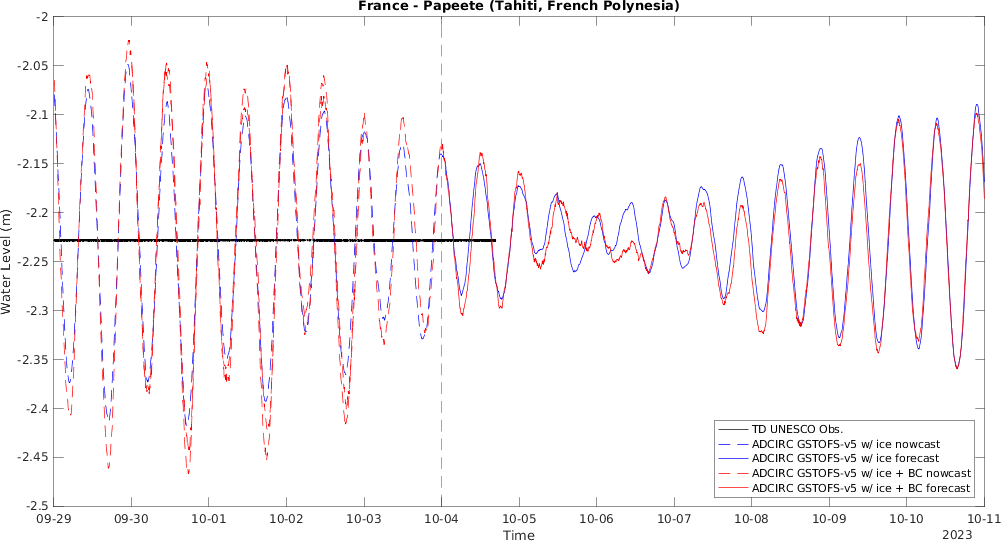 France - Papeete (Tahiti, French Polynesia)
-2
-2.05
-2.1
-2.15
-2.2
-2.25
-2.3
-2.35
-2.4
-2.45
-2.5
Water Level (m)
09-29 09-30 10-01 10-02 10-03 10-04 10-05 10-06 10-07 10-08 10-09 10-10 10-11
Time
2023
TD UNESCO Obs.
ADCIRC GSTOFS-v5 w/ ice nowcast
ADCIRC GSTOFS-v5 w/ ice forecast
ADCIRC GSTOFS-v5 w/ ice + BC nowcast
ADCIRC GSTOFS-v5 w/ ice + BC forecast